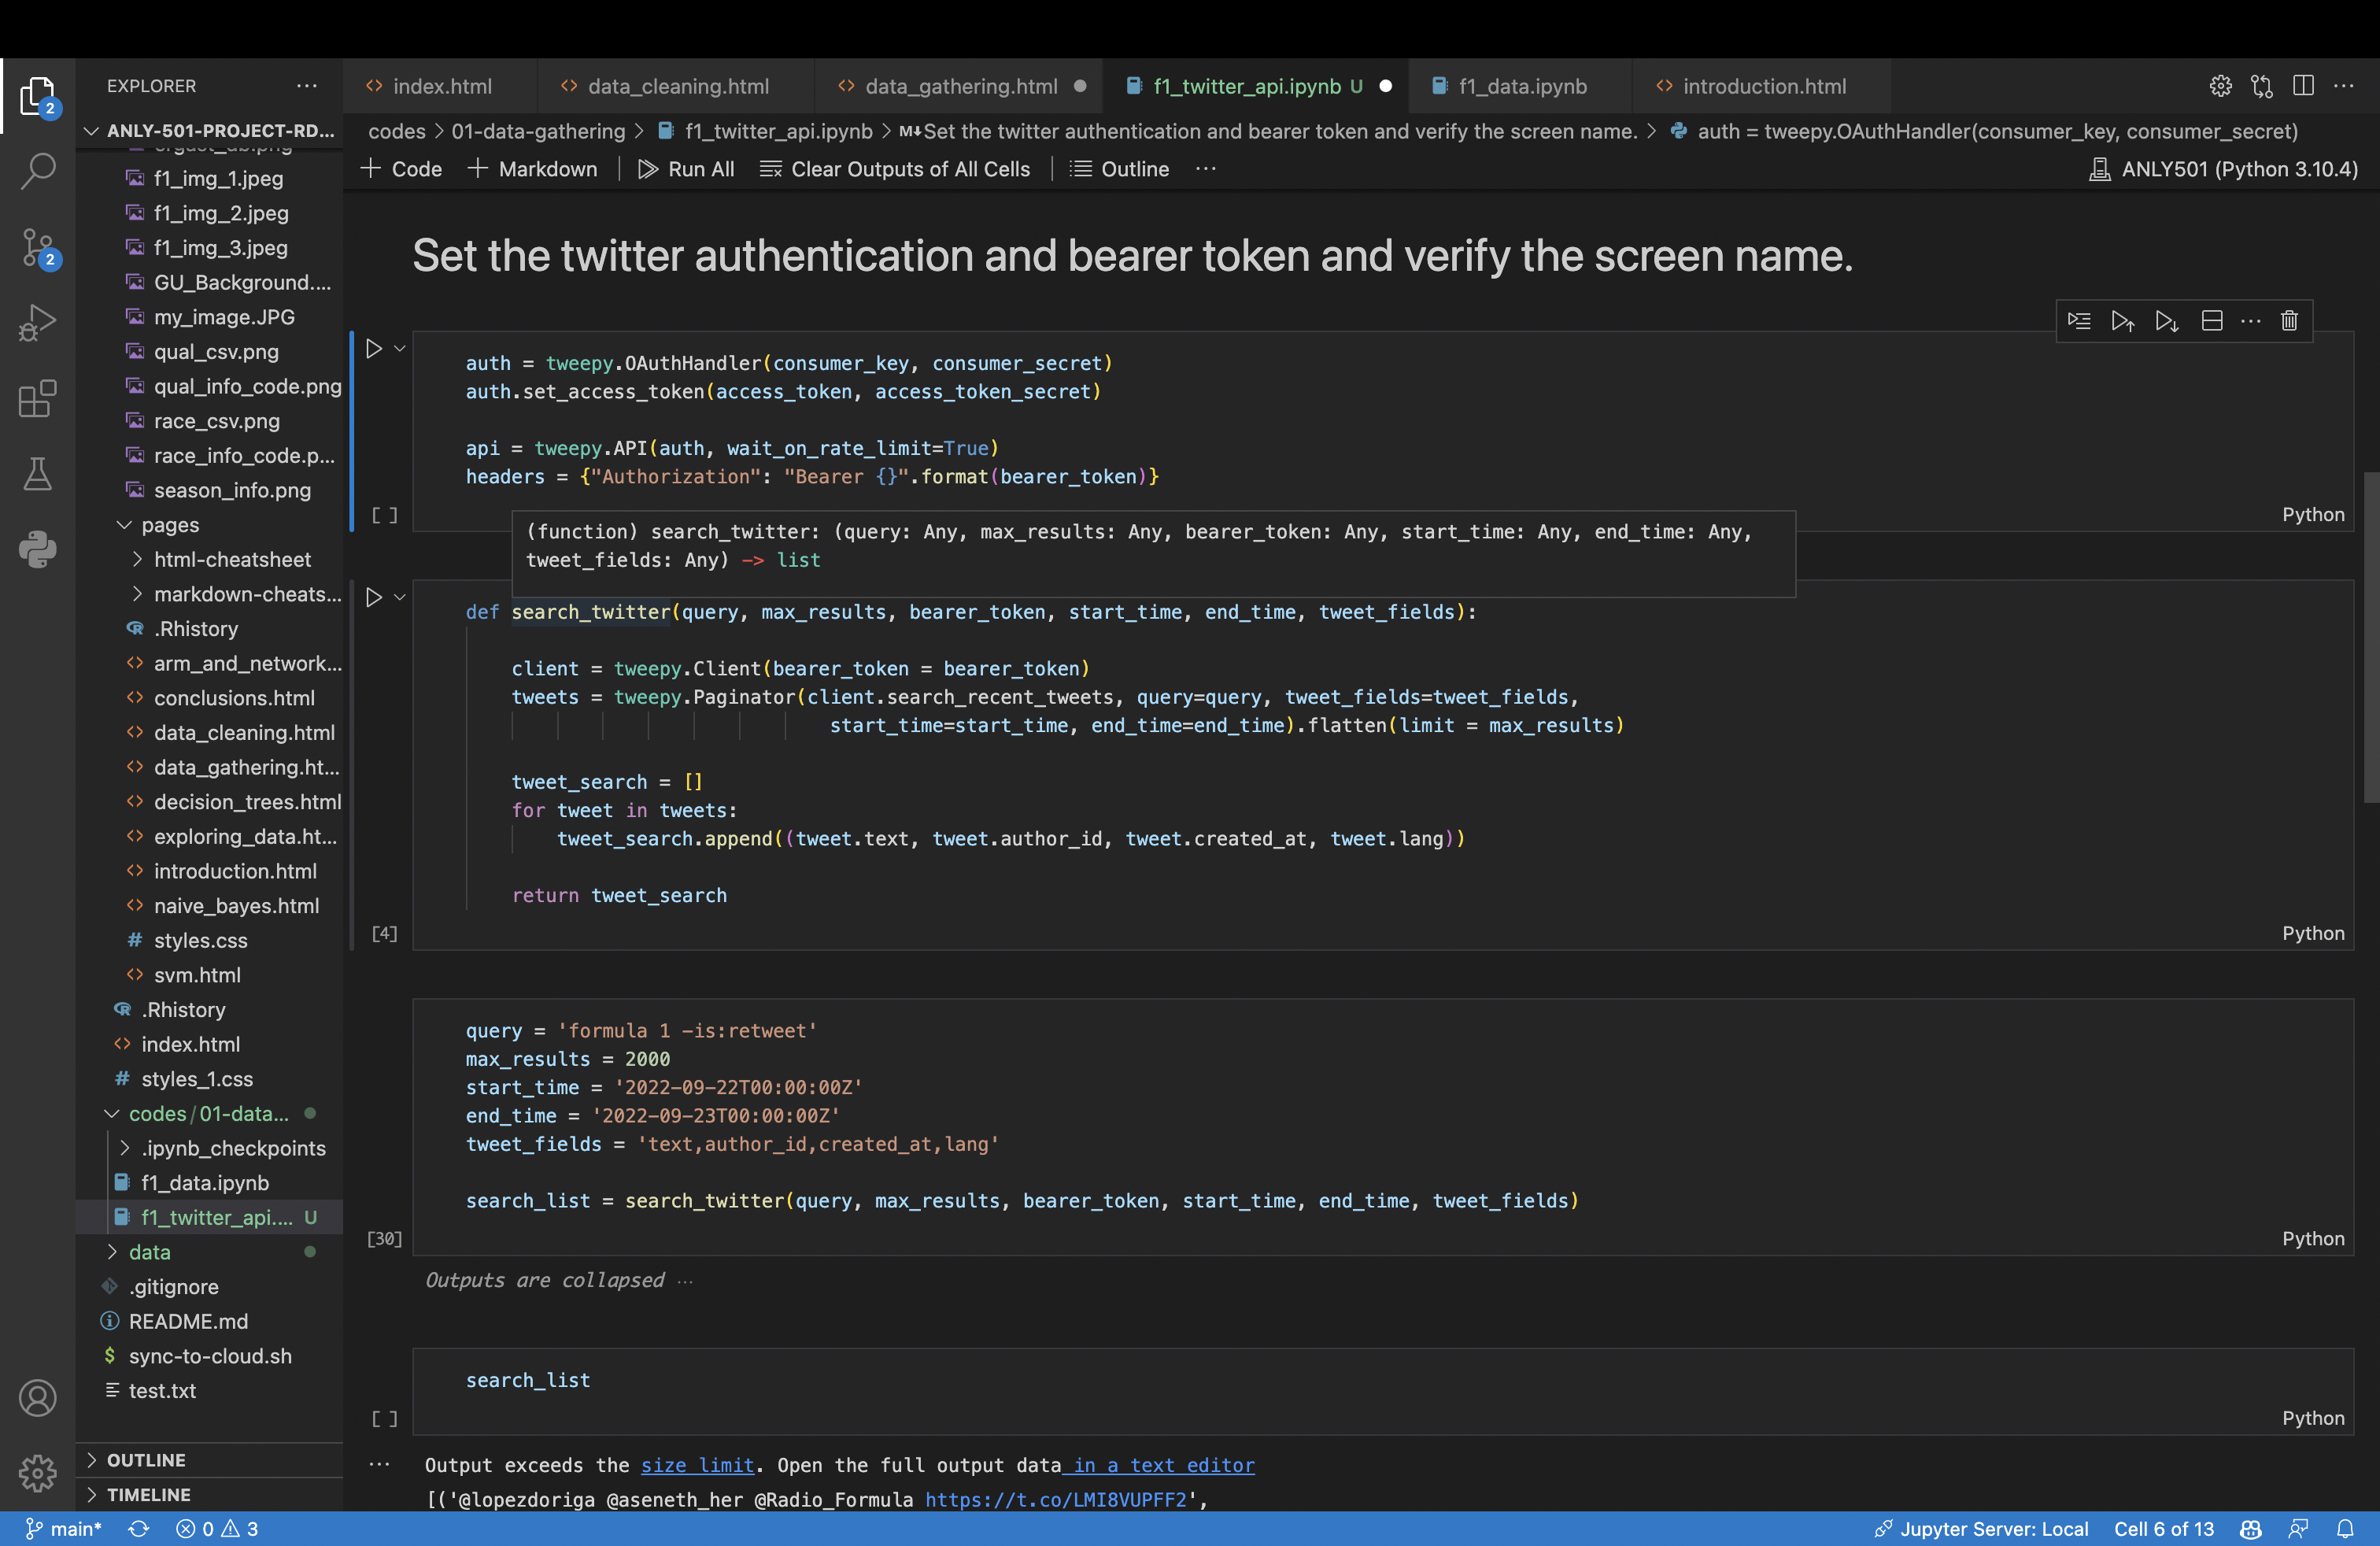 2
2
EXPLORER
ANLY-501-PROJECT-RD...
f1_img_1.jpeg
f1_img_2.jpeg
f1_img_3.jpeg
GU_Background....
my_image.JPG
qual_csv.png
qual_info_code.png
race_csv.png
race_info_code.p...
season_info.png
pages
html-cheatsheet
markdown-cheats...
.Rhistory
arm_and_network...
conclusions.html
data_cleaning.html
data_gathering.ht...
decision_trees.html
exploring_data.ht...
introduction.html
naive_bayes.html
styles.css
svm.html
.Rhistory
index.html
styles_1.css
codes/01-data...
.ipynb_checkpoints
f1_data.ipynb
f1_twitter_api.... U
data
.gitignore
README.md
sync-to-cloud.sh
test.txt
OUTLINE
TIMELINE
index.html data_cleaning.html data_gathering.html f1_twitter_api.ipynb U f1_data.ipynb introduction.html
codes > 01-data-gathering > f1_twitter_api.ipynb > M↓Set the twitter authentication and bearer token and verify the screen name. > auth = tweepy.OAuthHandler(consumer_key, consumer_secret)
+ Code + Markdown Run All Clear Outputs of All Cells Outline ... ANLY501 (Python 3.10.4)
Set the twitter authentication and bearer token and verify the screen name.
auth = tweepy.OAuthHandler(consumer_key, consumer_secret)
auth.set_access_token(access_token, access_token_secret)
api = tweepy.API(auth, wait_on_rate_limit=True)
headers = {"Authorization": "Bearer {}".format(bearer_token)}
[ ] Python
(function) search_twitter: (query: Any, max_results: Any, bearer_token: Any, start_time: Any, end_time: Any,
tweet_fields: Any) -> list
def search_twitter(query, max_results, bearer_token, start_time, end_time, tweet_fields):
client = tweepy.Client(bearer_token = bearer_token)
tweets = tweepy.Paginator(client.search_recent_tweets, query=query, tweet_fields=tweet_fields,
start_time=start_time, end_time=end_time).flatten(limit = max_results)
tweet_search = []
for tweet in tweets:
tweet_search.append((tweet.text, tweet.author_id, tweet.created_at, tweet.lang))
return tweet_search
[4] Python
query = 'formula 1 -is:retweet'
max_results = 2000
start_time = '2022-09-22T00:00:00Z'
end_time = '2022-09-23T00:00:00Z'
tweet_fields = 'text,author_id,created_at,lang'
search_list = search_twitter(query, max_results, bearer_token, start_time, end_time, tweet_fields)
[30] Python
Outputs are collapsed ...
search_list
[ ] Python
... Output exceeds the size limit. Open the full output data in a text editor
[('@lopezdoriga @aseneth_her @Radio_Formula https://t.co/LMI8VUPFF2',
main* 0 3 Jupyter Server: Local Cell 6 of 13